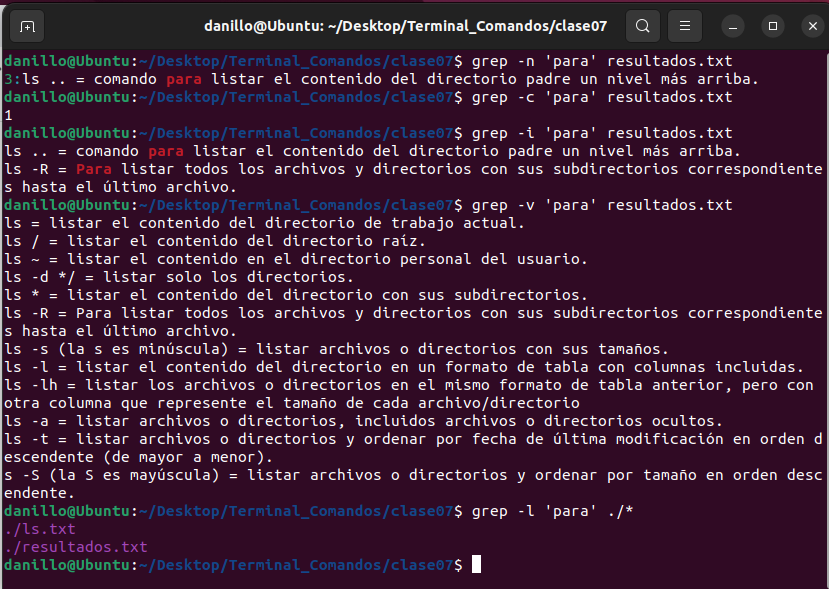 danillo@Ubuntu: ~/Desktop/Terminal_Comandos/clase07
danillo@Ubuntu:~/Desktop/Terminal_Comandos/clase07$ grep -n 'para' resultados.txt
3:ls .. = comando para listar el contenido del directorio padre un nivel más arriba.
danillo@Ubuntu:~/Desktop/Terminal_Comandos/clase07$ grep -c 'para' resultados.txt
1
danillo@Ubuntu:~/Desktop/Terminal_Comandos/clase07$ grep -i 'para' resultados.txt
ls .. = comando para listar el contenido del directorio padre un nivel más arriba.
ls -R = Para listar todos los archivos y directorios con sus subdirectorios correspondiente
s hasta el último archivo.
danillo@Ubuntu:~/Desktop/Terminal_Comandos/clase07$ grep -v 'para' resultados.txt
ls = listar el contenido del directorio de trabajo actual.
ls / = listar el contenido del directorio raíz.
ls ~ = listar el contenido en el directorio personal del usuario.
ls -d */ = listar solo los directorios.
ls * = listar el contenido del directorio con sus subdirectorios.
ls -R = Para listar todos los archivos y directorios con sus subdirectorios correspondiente
s hasta el último archivo.
ls -s (la s es minúscula) = listar archivos o directorios con sus tamaños.
ls -l = listar el contenido del directorio en un formato de tabla con columnas incluidas.
ls -lh = listar los archivos o directorios en el mismo formato de tabla anterior, pero con
otra columna que represente el tamaño de cada archivo/directorio
ls -a = listar archivos o directorios, incluidos archivos o directorios ocultos.
ls -t = listar archivos o directorios y ordenar por fecha de última modificación en orden d
escendente (de mayor a menor).
s -S (la S es mayúscula) = listar archivos o directorios y ordenar por tamaño en orden desc
endente.
danillo@Ubuntu:~/Desktop/Terminal_Comandos/clase07$ grep -l 'para' ./*
./ls.txt
./resultados.txt
danillo@Ubuntu:~/Desktop/Terminal_Comandos/clase07$